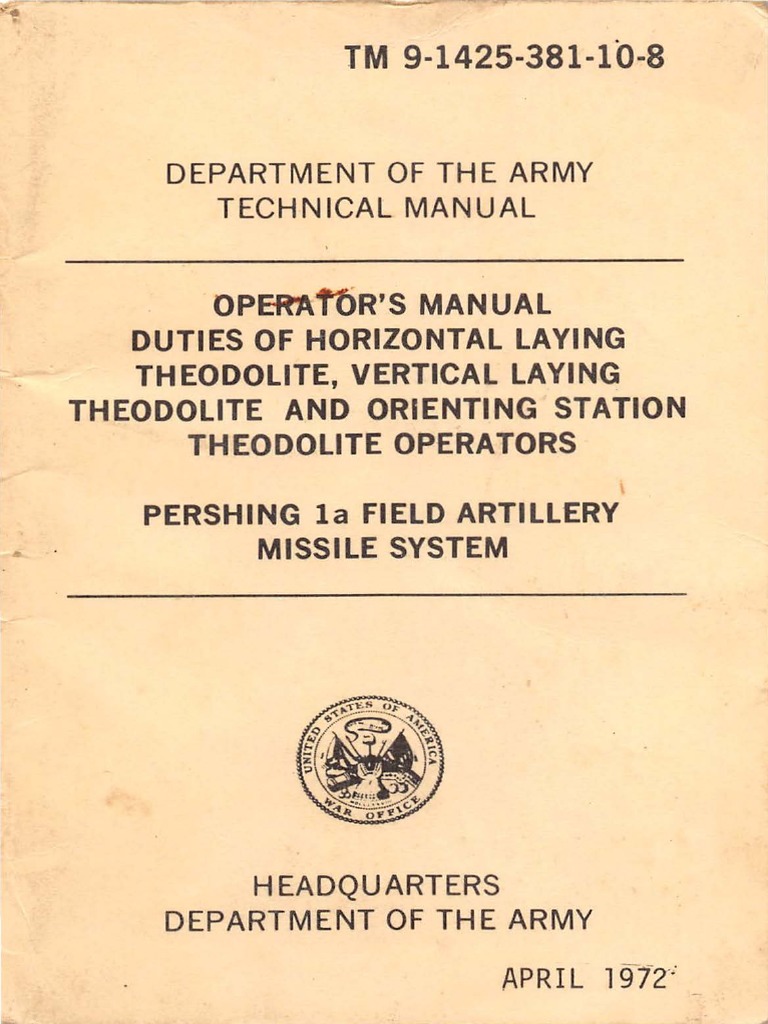 TM 9-1425-381-10-8
DEPARTMENT OF THE ARMY
TECHNICAL MANUAL
OPERATOR'S MANUAL
DUTIES OF HORIZONTAL LAYING
THEODOLITE, VERTICAL LAYING
THEODOLITE AND ORIENTING STATION
THEODOLITE OPERATORS
PERSHING 1a FIELD ARTILLERY
MISSILE SYSTEM
UNITED STATES OF AMERICA
WAR OFFICE
HEADQUARTERS
DEPARTMENT OF THE ARMY
APRIL 1972